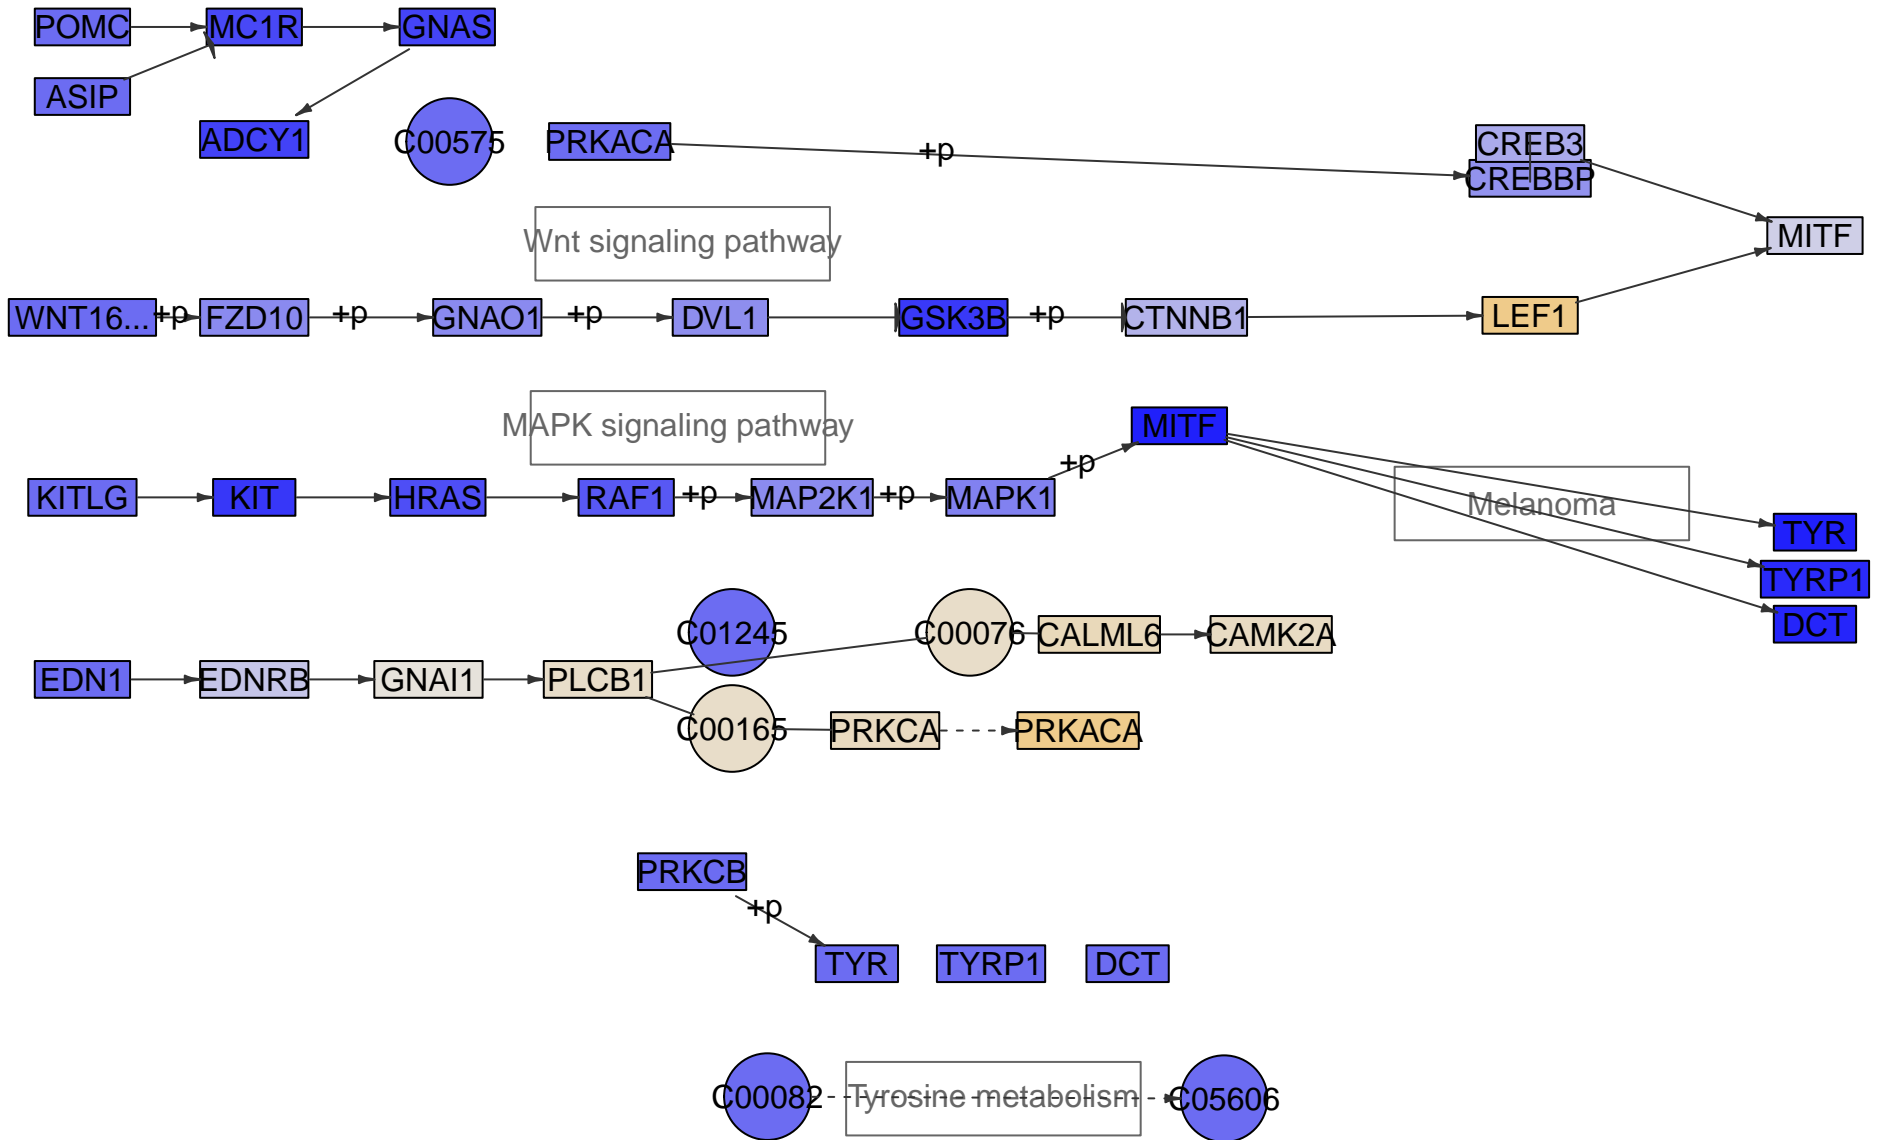 POMC
MC1R
GNAS
ASIP
ADCY1
C00575
PRKACA
+p
CREB3
CREBBP
Wnt signaling pathway
MITF
WNT16...
+p
FZD10
+p
GNAO1
+p
DVL1
GSK3B
+p
CTNNB1
LEF1
MAPK signaling pathway
MITF
+p
KITLG
KIT
HRAS
RAF1
+p
MAP2K1
+p
MAPK1
Melanoma
TYR
TYRP1
DCT
C01245
C00076
CALML6
CAMK2A
EDN1
EDNRB
GNAI1
PLCB1
C00165
PRKCA
PRKACA
PRKCB
+p
TYR
TYRP1
DCT
C00082
Tyrosine metabolism
C05606